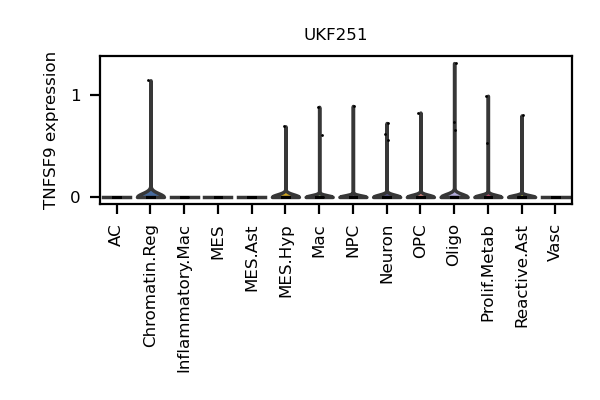 UKF251
TNFSF9 expression
1
0
AC
Chromatin.Reg
Inflammatory.Mac
MES
MES.Ast
MES.Hyp
Mac
NPC
Neuron
OPC
Oligo
Prolif.Metab
Reactive.Ast
Vasc